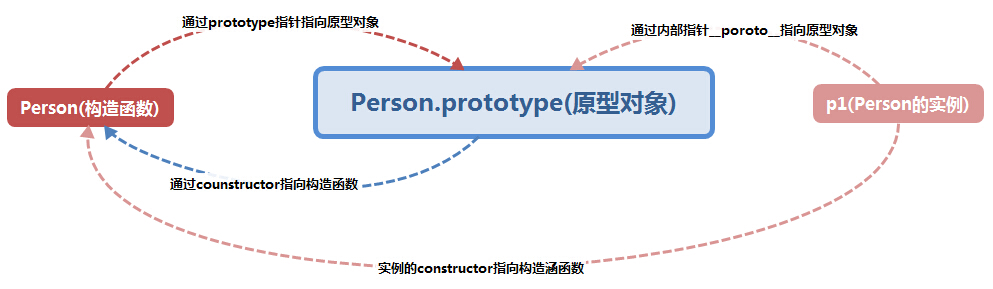 通过prototype指针指向原型对象
通过内部指针__poroto__指向原型对象
Person(构造函数)
Person.prototype(原型对象)
p1(Person的实例)
通过counstructor指向构造函数
实例的constructor指向构造涵函数